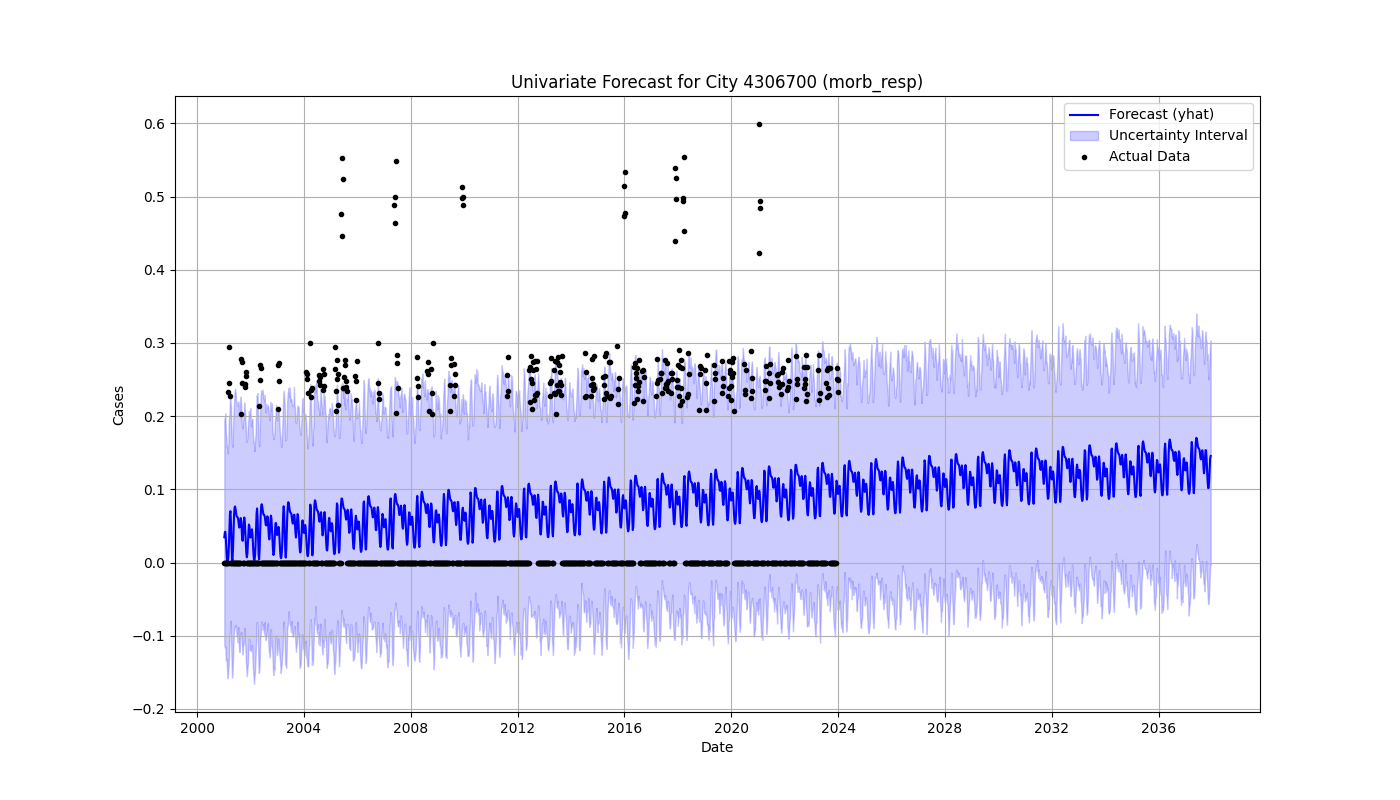 Univariate Forecast for City 4306700 (morb_resp)
Forecast (yhat)
Uncertainty Interval
Actual Data
Cases
0.6
0.5
0.4
0.3
0.2
0.1
0.0
−0.1
−0.2
2000 2004 2008 2012 2016 2020 2024 2028 2032 2036
Date